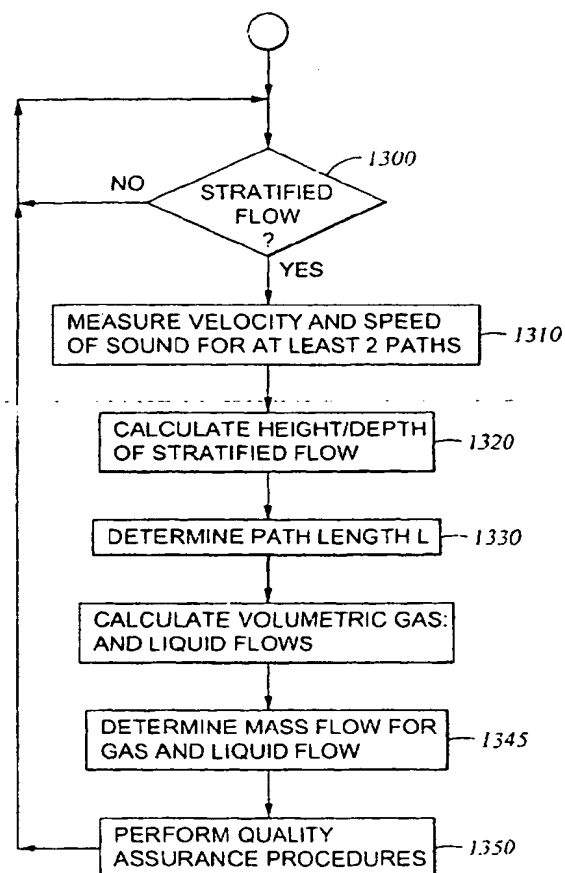 1300
NO
STRATIFIED
FLOW
?
YES
MEASURE VELOCITY AND SPEED
OF SOUND FOR AT LEAST 2 PATHS
1310
CALCULATE HEIGHT/DEPTH
OF STRATIFIED FLOW
1320
DETERMINE PATH LENGTH L
1330
CALCULATE VOLUMETRIC GAS:
AND LIQUID FLOWS
DETERMINE MASS FLOW FOR
GAS AND LIQUID FLOW
1345
PERFORM QUALITY
ASSURANCE PROCEDURES
1350